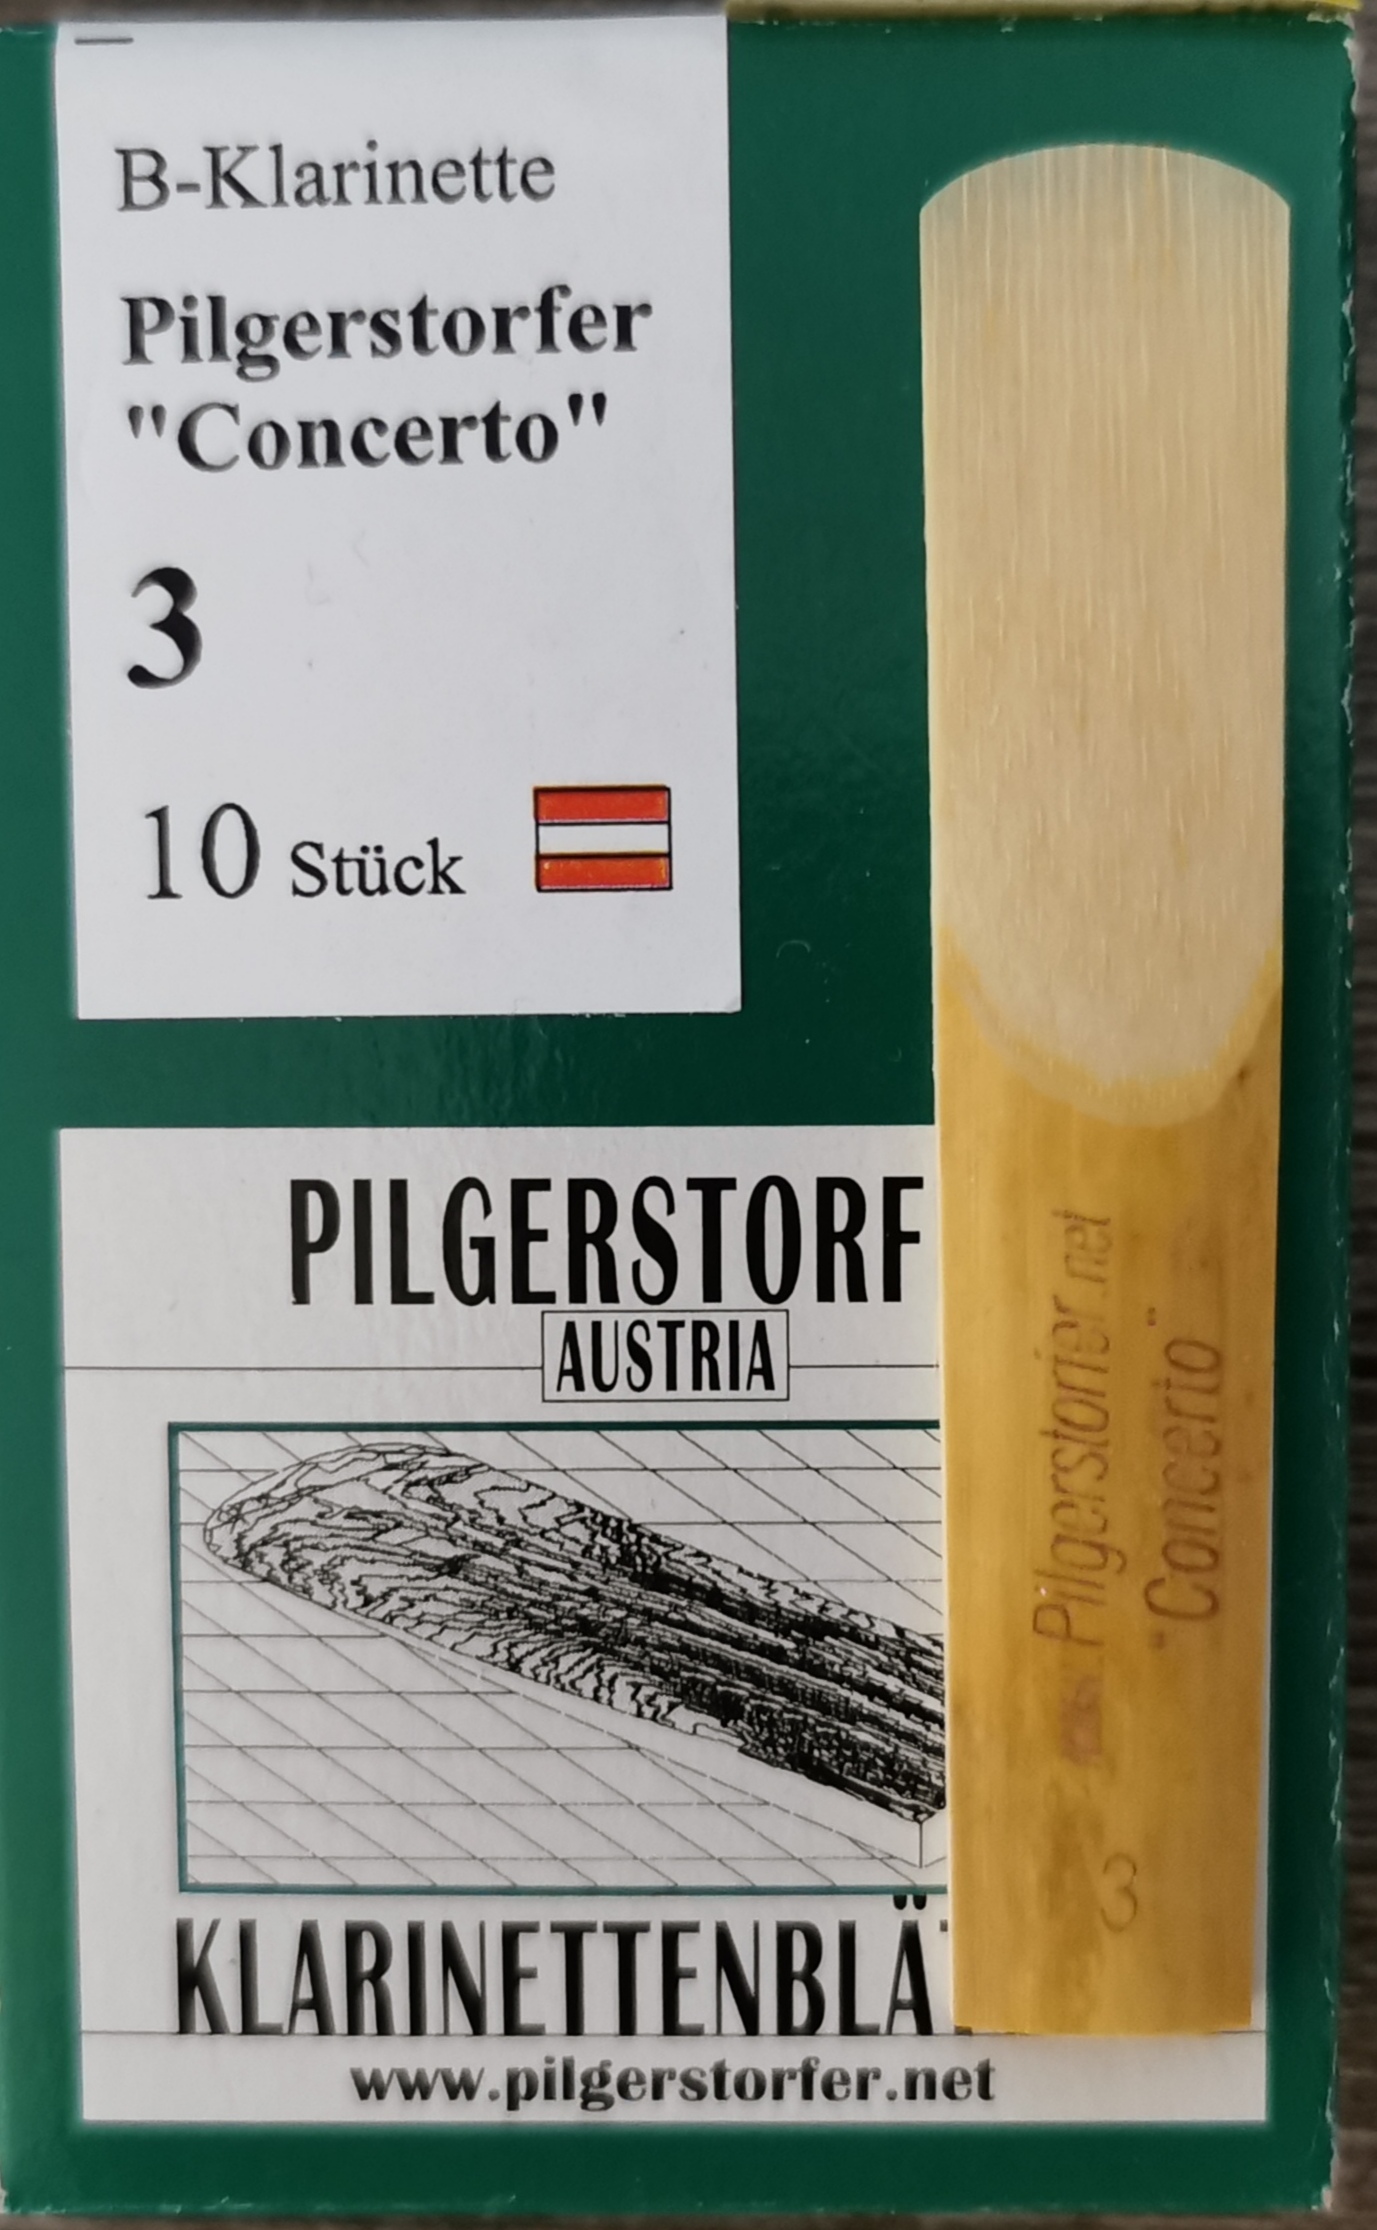 B-Klarinette
Pilgerstorfer
"Concerto"
3
10 Stück
PILGERSTORF
AUSTRIA
KLARINETTENBLÄ
www.pilgerstorfer.net
Pilgerstorfer.net
"Concerto"
3